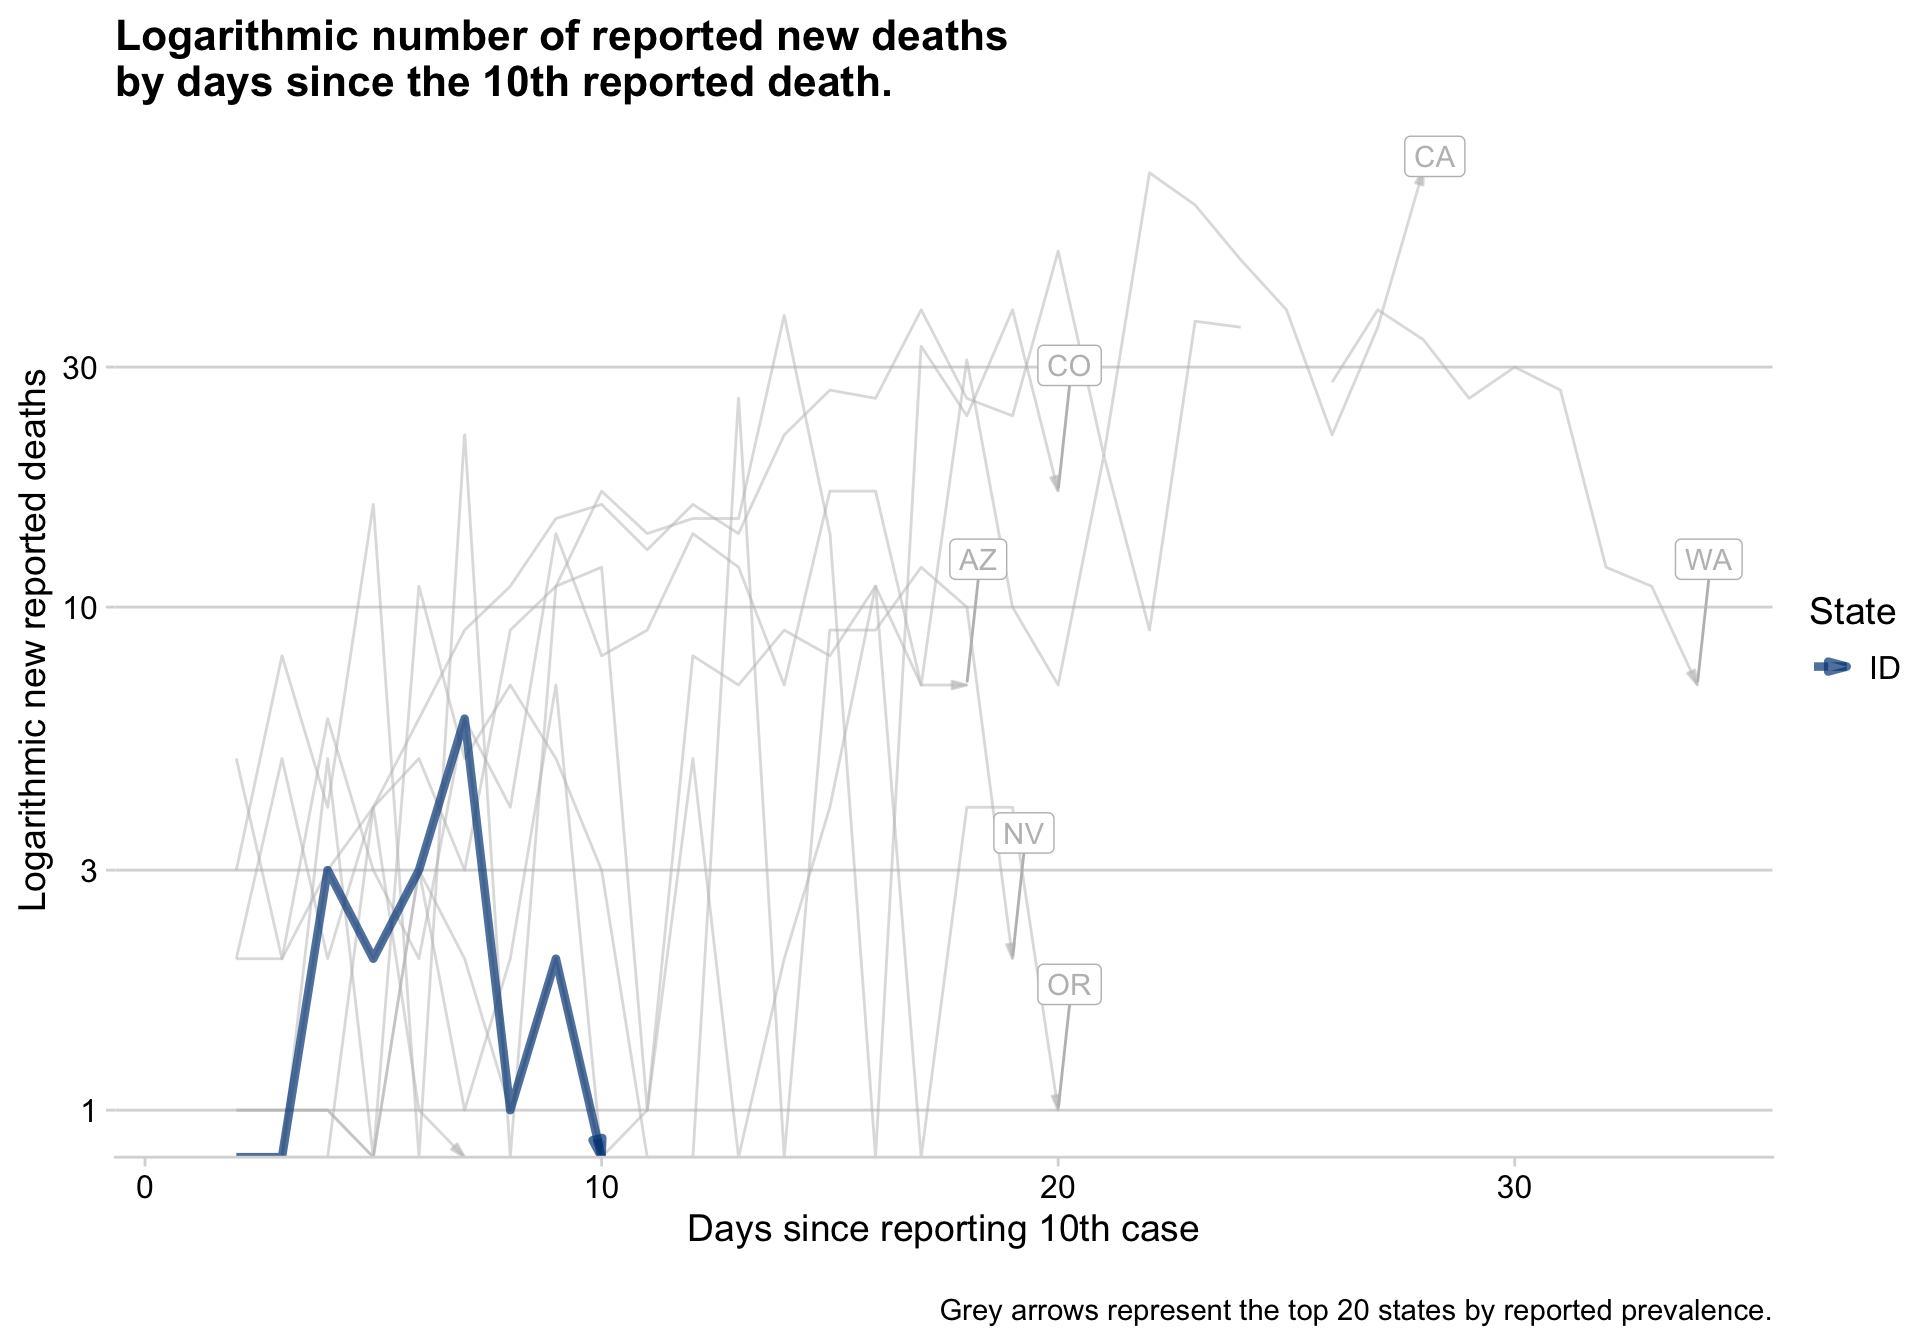 Logarithmic number of reported new deaths
by days since the 10th reported death.
CA
CO
AZ
WA
NV
OR
Logarithmic new reported deaths
30
10
3
1
0
10
20
30
Days since reporting 10th case
State
ID
Grey arrows represent the top 20 states by reported prevalence.